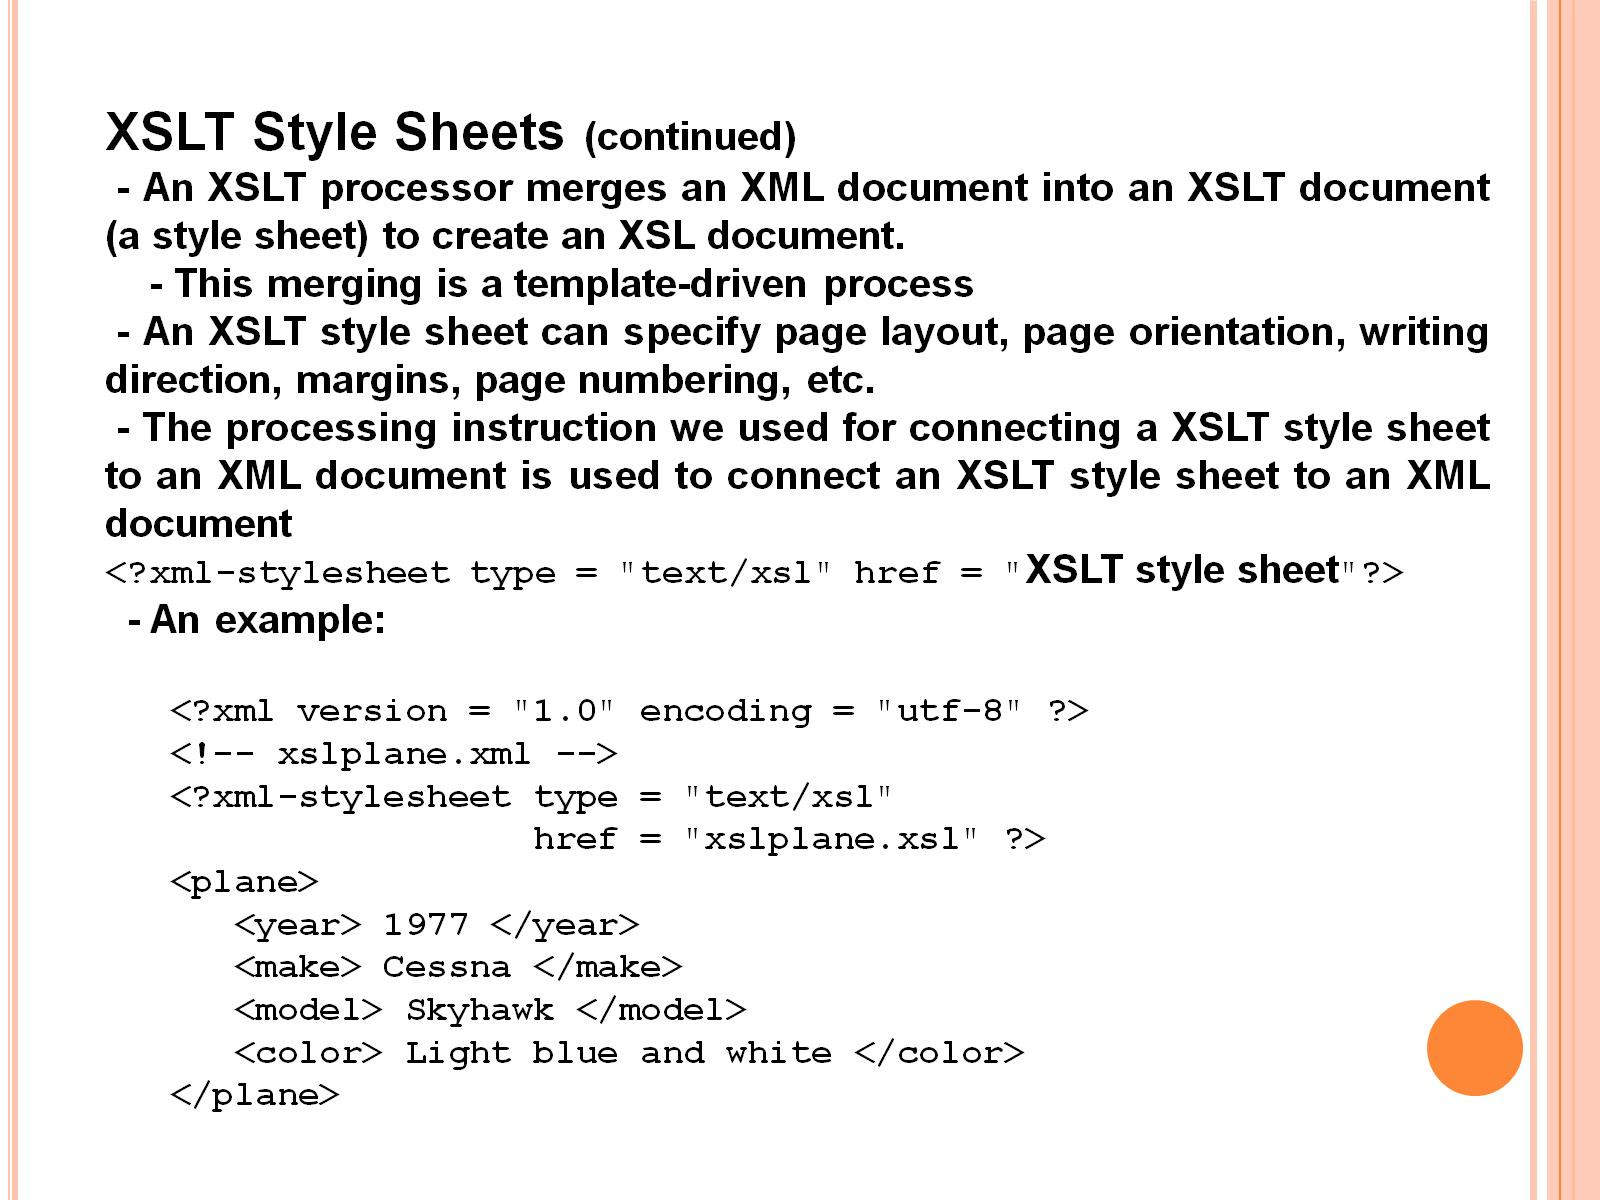 XSLT Style Sheets (continued)
- An XSLT processor merges an XML document into an XSLT document
(a style sheet) to create an XSL document.
- This merging is a template-driven process
- An XSLT style sheet can specify page layout, page orientation, writing
direction, margins, page numbering, etc.
- The processing instruction we used for connecting a XSLT style sheet
to an XML document is used to connect an XSLT style sheet to an XML
document
<?xml-stylesheet type = "text/xsl" href = "XSLT style sheet"?>
- An example:
<?xml version = "1.0" encoding = "utf-8" ?>
<!-- xslplane.xml -->
<?xml-stylesheet type = "text/xsl"
href = "xslplane.xsl" ?>
<plane>
<year> 1977 </year>
<make> Cessna </make>
<model> Skyhawk </model>
<color> Light blue and white </color>
</plane>